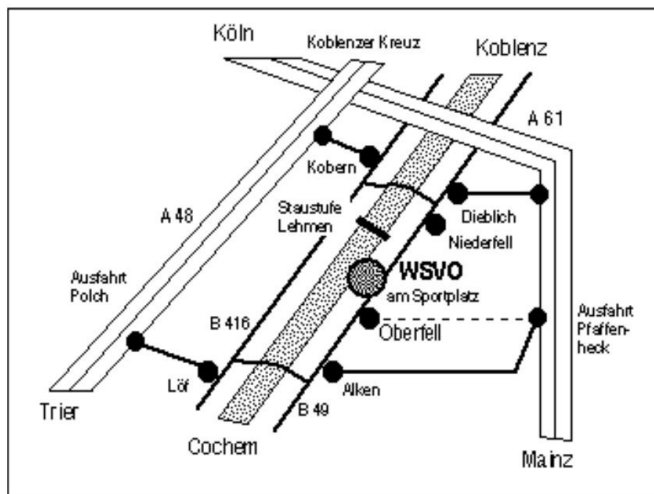 Köln
Koblenzer Kreuz
Koblenz
A 61
Kobern
A 48
Staustufe
Lehmen
Dieblich
Niederfell
WSVO
am Sportplatz
Ausfahrt
Polch
Ausfahrt
Pfaffen-
heck
B 416
Oberfell
Löf
Alken
B 49
Trier
Cochem
Mainz